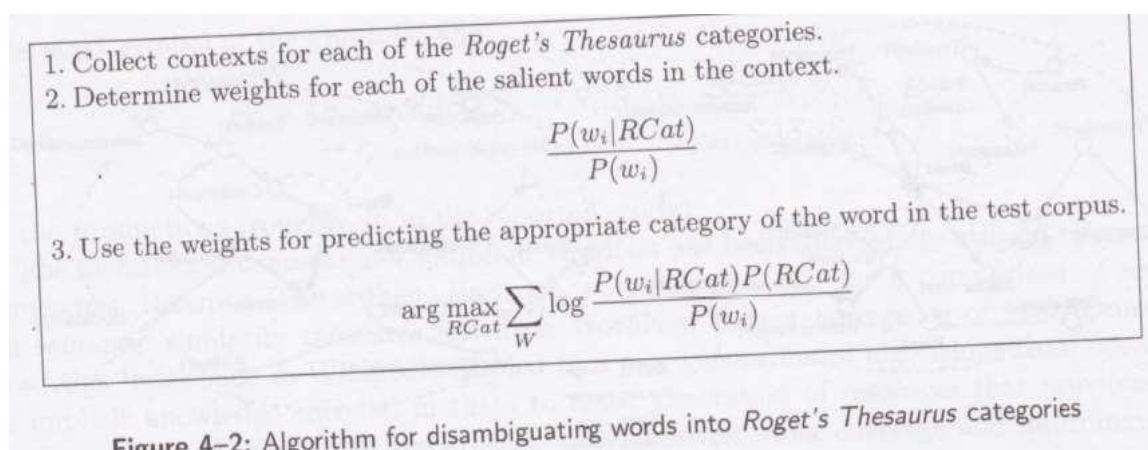 1. Collect contexts for each of the Roget's Thesaurus categories.
2. Determine weights for each of the salient words in the context.
P(w_i|RCat)
P(w_i)
3. Use the weights for predicting the appropriate category of the word in the test corpus.
arg max_{RCat} ∑_W log P(w_i|RCat)P(RCat) / P(w_i)
Figure 4–2: Algorithm for disambiguating words into Roget's Thesaurus categories